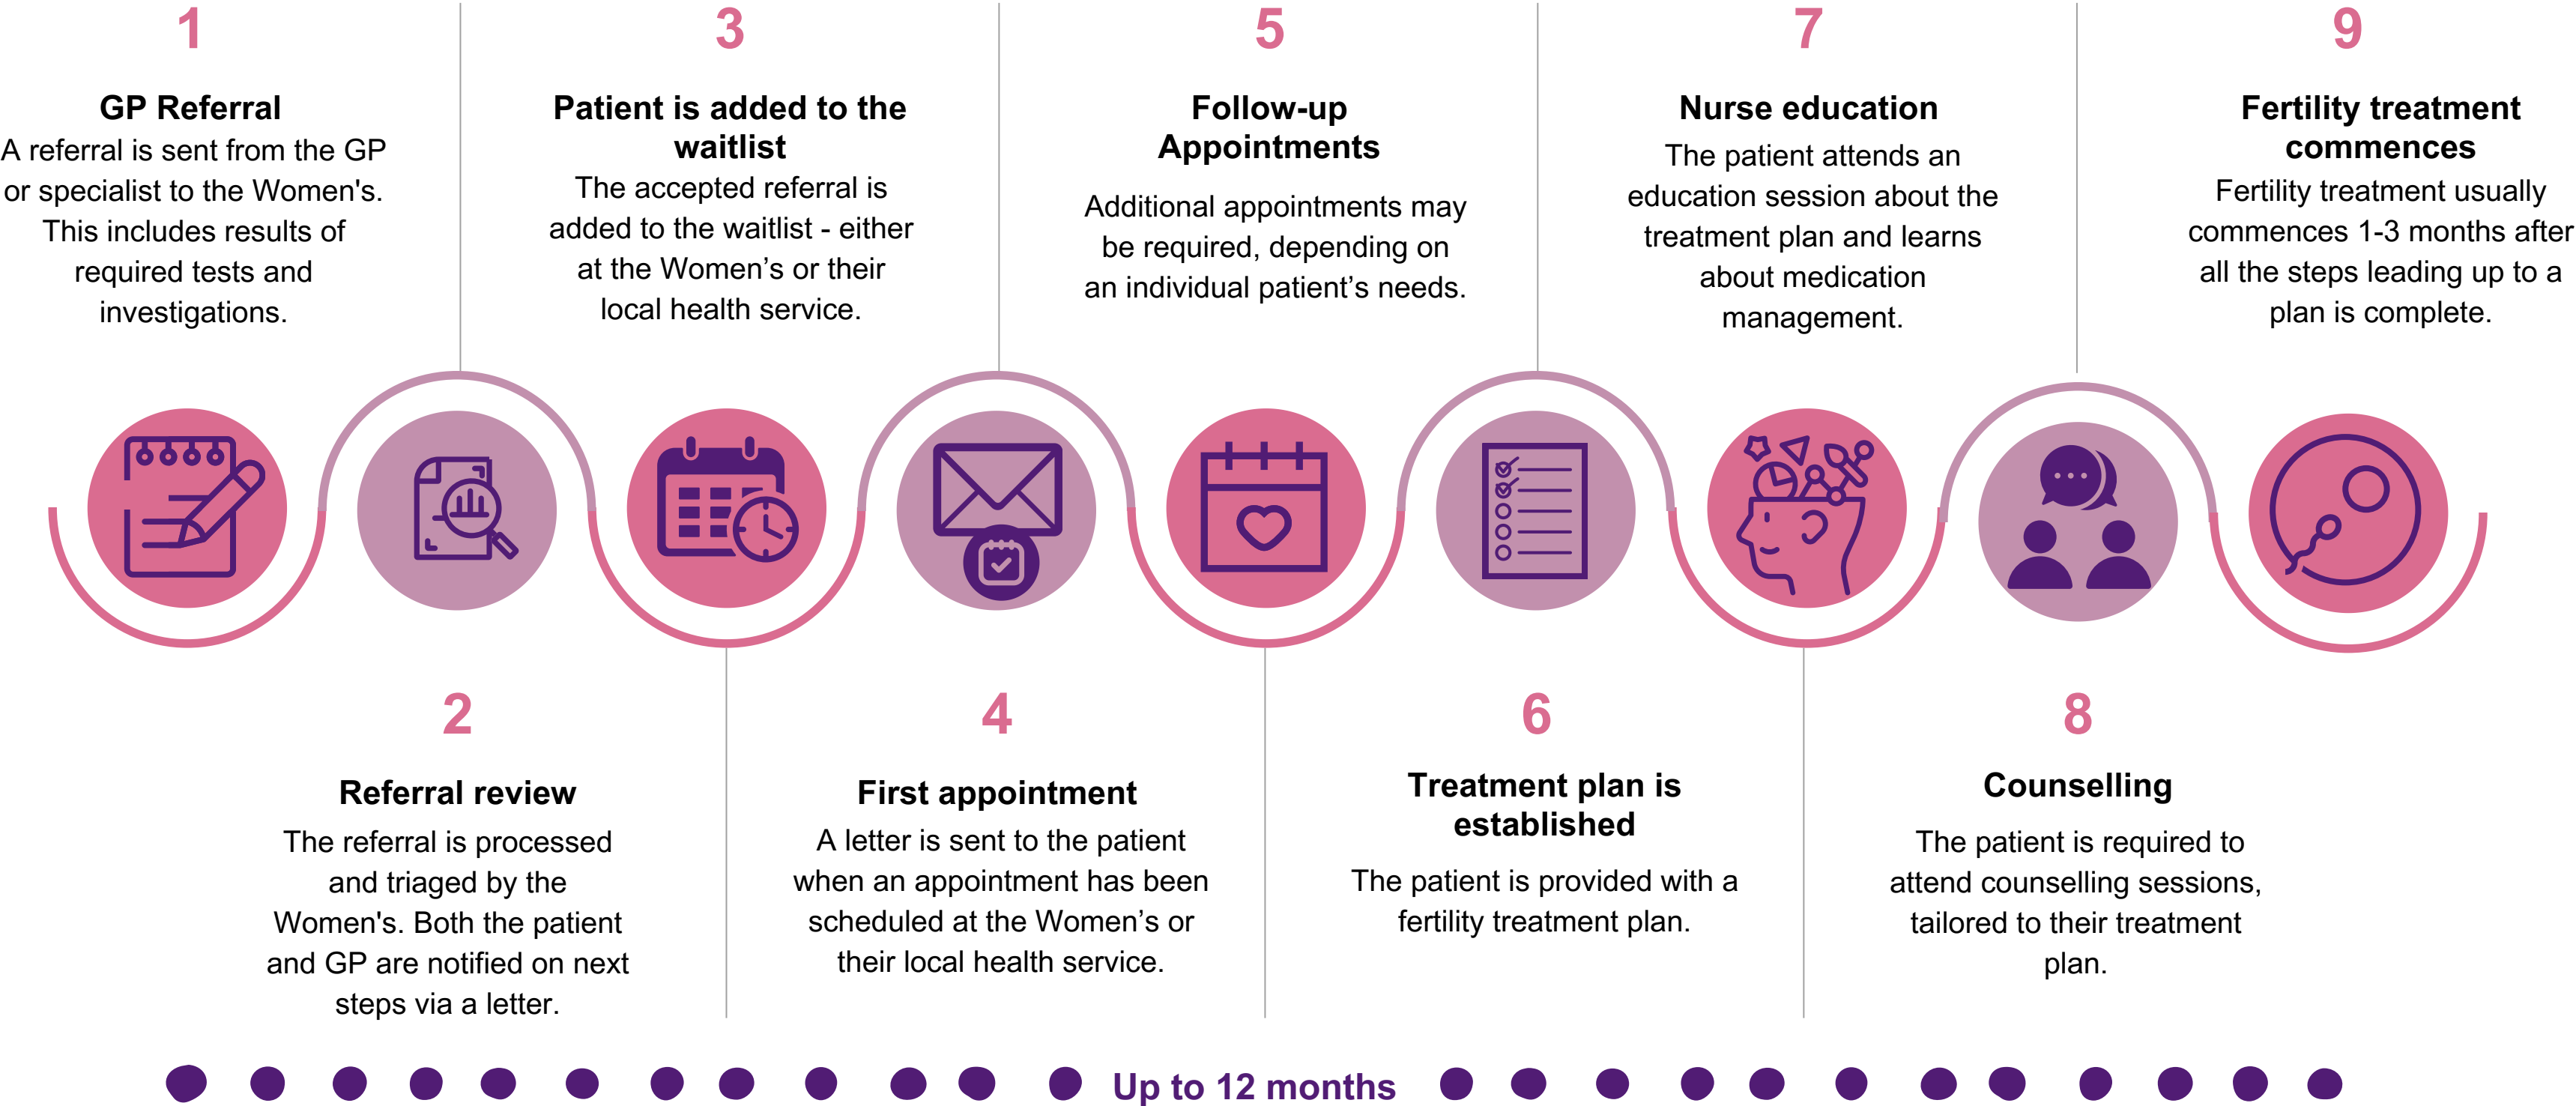 1
GP Referral
A referral is sent from the GP
or specialist to the Women's.
This includes results of
required tests and
investigations.
2
Referral review
The referral is processed
and triaged by the
Women's. Both the patient
and GP are notified on next
steps via a letter.
3
Patient is added to the
waitlist
The accepted referral is
added to the waitlist - either
at the Women’s or their
local health service.
4
First appointment
A letter is sent to the patient
when an appointment has been
scheduled at the Women’s or
their local health service.
5
Follow-up
Appointments
Additional appointments may
be required, depending on
an individual patient’s needs.
6
Treatment plan is
established
The patient is provided with a
fertility treatment plan.
7
Nurse education
The patient attends an
education session about the
treatment plan and learns
about medication
management.
8
Counselling
The patient is required to
attend counselling sessions,
tailored to their treatment
plan.
9
Fertility treatment
commences
Fertility treatment usually
commences 1-3 months after
all the steps leading up to a
plan is complete.
Up to 12 months